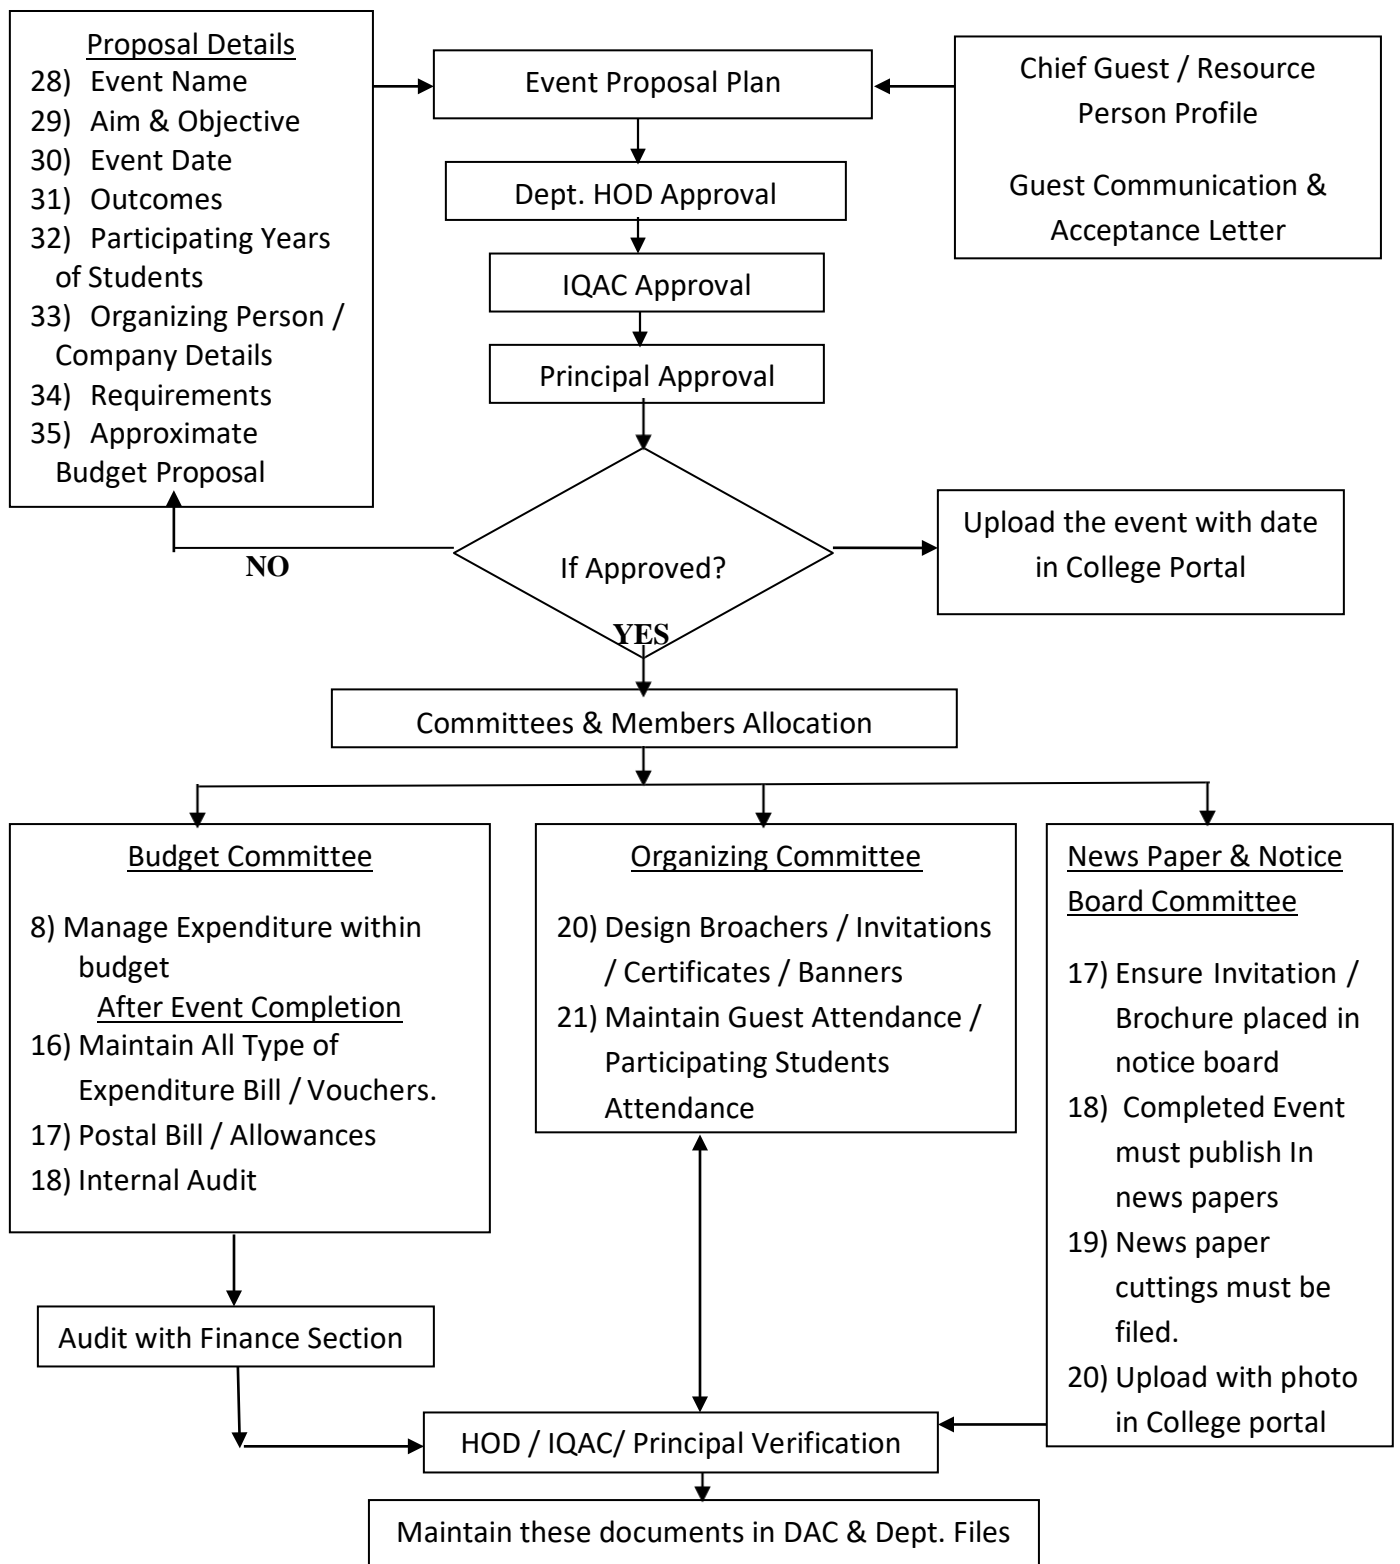 Proposal Details
28) Event Name
29) Aim & Objective
30) Event Date
31) Outcomes
32) Participating Years
of Students
33) Organizing Person /
Company Details
34) Requirements
35) Approximate
Budget Proposal
Event Proposal Plan
Chief Guest / Resource
Person Profile
Guest Communication &
Acceptance Letter
Dept. HOD Approval
IQAC Approval
Principal Approval
If Approved?
NO
YES
Upload the event with date
in College Portal
Committees & Members Allocation
Budget Committee
8) Manage Expenditure within
budget
After Event Completion
16) Maintain All Type of
Expenditure Bill / Vouchers.
17) Postal Bill / Allowances
18) Internal Audit
Organizing Committee
20) Design Broachers / Invitations
/ Certificates / Banners
21) Maintain Guest Attendance /
Participating Students
Attendance
News Paper & Notice
Board Committee
17) Ensure Invitation /
Brochure placed in
notice board
18) Completed Event
must publish In
news papers
19) News paper
cuttings must be
filed.
20) Upload with photo
in College portal
Audit with Finance Section
HOD / IQAC/ Principal Verification
Maintain these documents in DAC & Dept. Files